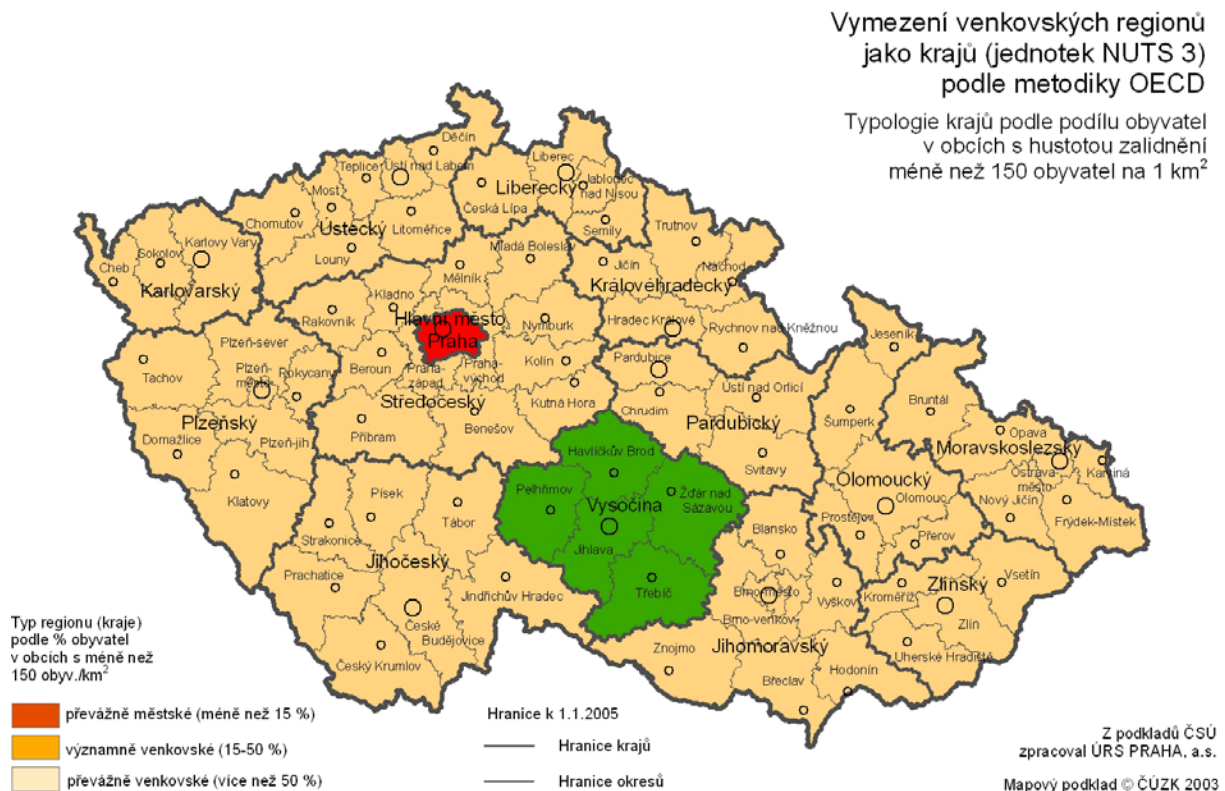 Vymezení venkovských regionů
jako krajů (jednotek NUTS 3)
podle metodiky OECD
Typologie krajů podle podílu obyvatel
v obcích s hustotou zalidnění
méně než 150 obyvatel na 1 km²
Děčín
Teplice
Ústí nad Labem
Liberec
Most
Jablonec
nad Nisou
Liberecký
Chomutov
Česká Lípa
Litoměřice
Ústecký
Semily
Trutnov
Karlovy Vary
Sokolov
Louny
Mladá Boleslav
Cheb
Mělník
Jičín
Náchod
Karlovarský
Královéhradecký
Kladno
Rakovník
Hlavní město
Praha
Nymburk
Hradec Králové
Rychnov nad Kněžnou
Jeseník
Plzeň-sever
Tachov
Plzeň-
město
Rokycany
Beroun
Praha-
západ
Praha-
východ
Kolín
Pardubice
Ústí nad Orlicí
Středočeský
Kutná Hora
Chrudim
Bruntál
Plzeňský
Příbram
Benešov
Pardubický
Šumperk
Opava
Domažlice
Plzeň-jih
Havlíčkův Brod
Svitavy
Moravskoslezský
Ostrava-
město
Karviná
Klatovy
Písek
Pelhřimov
Žďár nad
Sázavou
Olomoucký
Olomouc
Nový Jičín
Tábor
Vysočina
Blansko
Prostějov
Frýdek-Místek
Strakonice
Jihlava
Přerov
Jihočeský
Prachatice
Jindřichův Hradec
Třebíč
Brno-město
Vyškov
Kroměříž
Zlínský
Vsetín
Brno-venkov
Zlín
České
Budějovice
Znojmo
Jihomoravský
Uherské Hradiště
Český Krumlov
Hodonín
Břeclav
Typ regionu (kraje)
podle % obyvatel
v obcích s méně než
150 obyv./km²
převážně městské (méně než 15 %)
významně venkovské (15-50 %)
převážně venkovské (více než 50 %)
Hranice k 1.1.2005
Hranice krajů
Hranice okresů
Z podkladů ČSÚ
zpracoval ÚRS PRAHA, a.s.
Mapový podklad © ČÚZK 2003